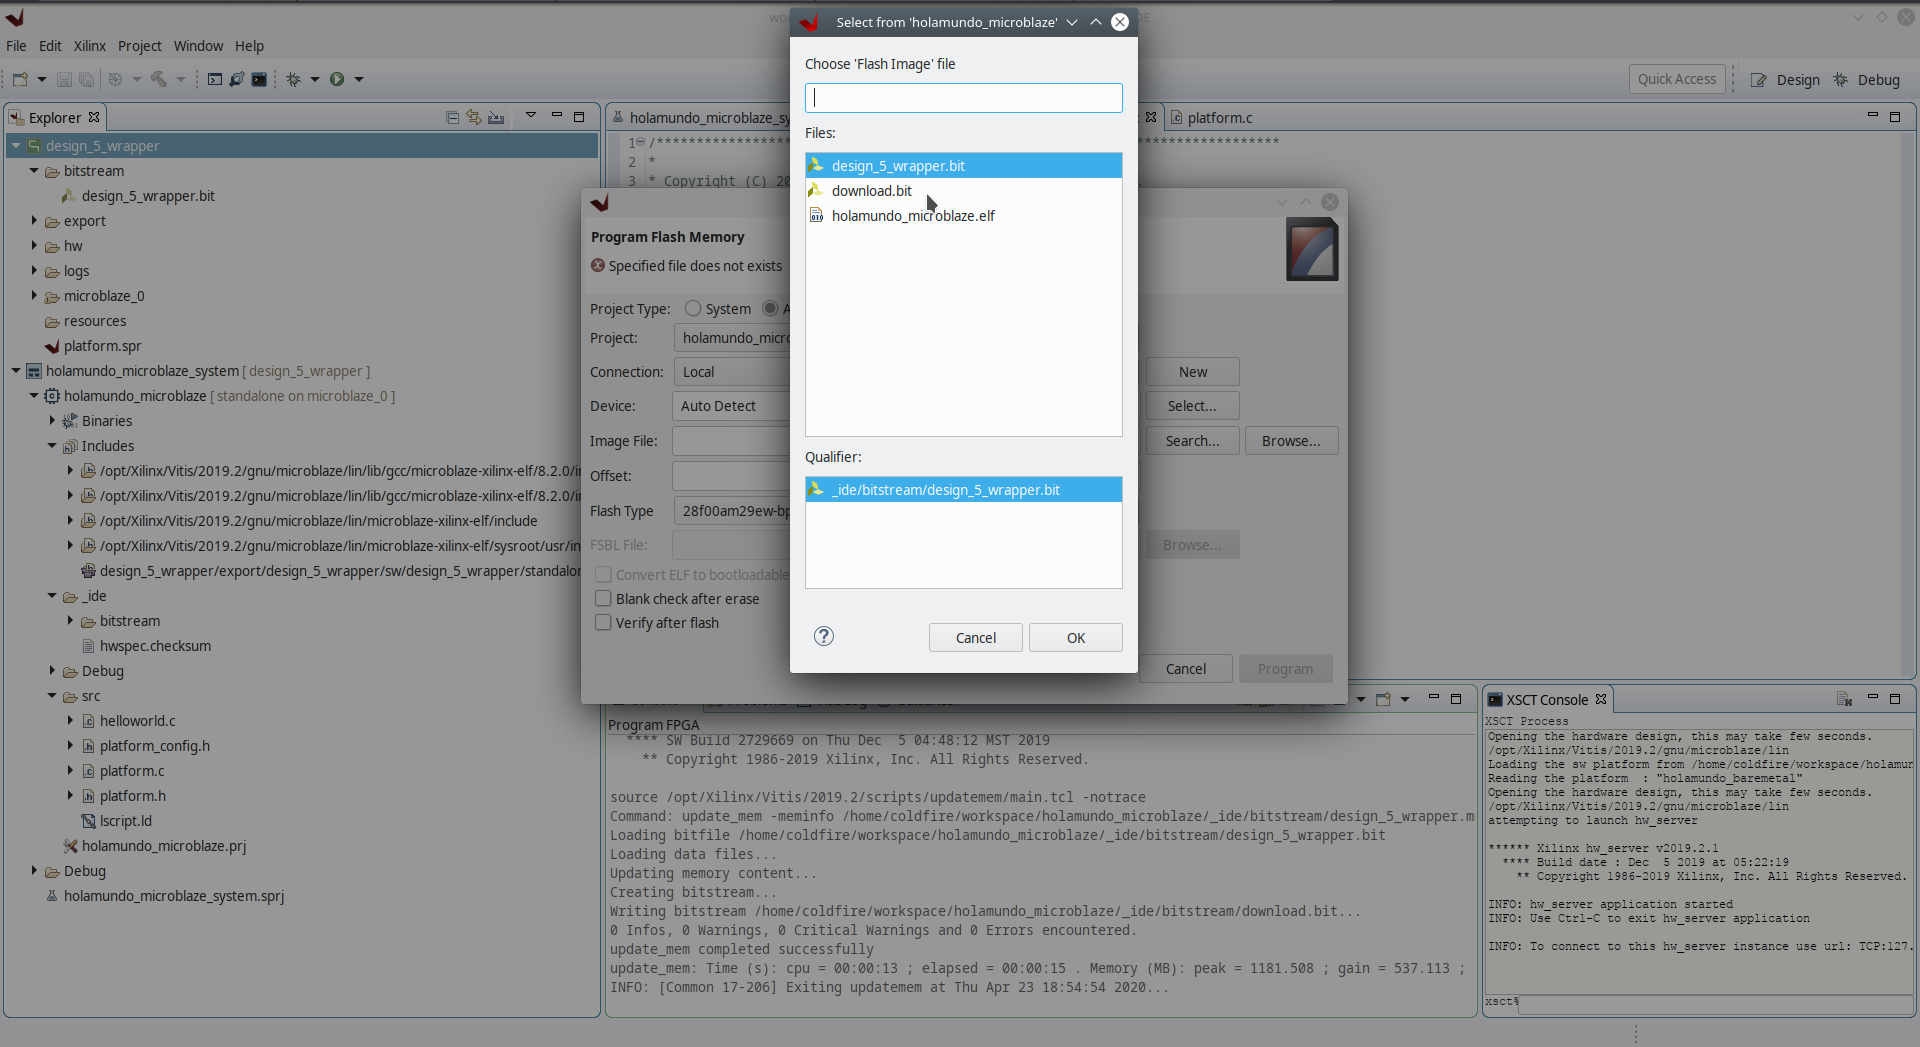 Select from 'holamundo_microblaze'
File Edit Xilinx Project Window Help
Quick Access
Design
Debug
Explorer
design_5_wrapper
bitstream
design_5_wrapper.bit
export
hw
logs
microblaze_0
resources
platform.spr
holamundo_microblaze_system [ design_5_wrapper ]
holamundo_microblaze [ standalone on microblaze_0 ]
Binaries
Includes
/opt/Xilinx/Vitis/2019.2/gnu/microblaze/lin/lib/gcc/microblaze-xilinx-elf/8.2.0/in
/opt/Xilinx/Vitis/2019.2/gnu/microblaze/lin/lib/gcc/microblaze-xilinx-elf/8.2.0/in
/opt/Xilinx/Vitis/2019.2/gnu/microblaze/lin/microblaze-xilinx-elf/include
/opt/Xilinx/Vitis/2019.2/gnu/microblaze/lin/microblaze-xilinx-elf/sysroot/usr/in
design_5_wrapper/export/design_5_wrapper/sw/design_5_wrapper/standalon
_ide
bitstream
hwspec.checksum
Debug
src
helloworld.c
platform_config.h
platform.c
platform.h
lscript.ld
holamundo_microblaze.prj
Debug
holamundo_microblaze_system.sprj
holamundo_microblaze_sy
platform.c
1 /****************
2 *
3 * Copyright (C) 20
Choose 'Flash Image' file
Files:
design_5_wrapper.bit
download.bit
holamundo_microblaze.elf
Qualifier:
_ide/bitstream/design_5_wrapper.bit
Cancel
OK
Program Flash Memory
Specified file does not exists
Project Type: System A
Project: holamundo_micro
Connection: Local New
Device: Auto Detect Select...
Image File: Search... Browse...
Offset:
Flash Type 28f00am29ew-bp
FSBL File: Browse...
Convert ELF to bootloadable
Blank check after erase
Verify after flash
Cancel
Program
Program FPGA
**** SW Build 2729669 on Thu Dec 5 04:48:12 MST 2019
** Copyright 1986-2019 Xilinx, Inc. All Rights Reserved.
source /opt/Xilinx/Vitis/2019.2/scripts/updatemem/main.tcl -notrace
Command: update_mem -meminfo /home/coldfire/workspace/holamundo_microblaze/_ide/bitstream/design_5_wrapper.m
Loading bitfile /home/coldfire/workspace/holamundo_microblaze/_ide/bitstream/design_5_wrapper.bit
Loading data files...
Updating memory content...
Creating bitstream...
Writing bitstream /home/coldfire/workspace/holamundo_microblaze/_ide/bitstream/download.bit...
0 Infos, 0 Warnings, 0 Critical Warnings and 0 Errors encountered.
update_mem completed successfully
update_mem: Time (s): cpu = 00:00:13 ; elapsed = 00:00:15 . Memory (MB): peak = 1181.508 ; gain = 537.113 ;
INFO: [Common 17-206] Exiting updatemem at Thu Apr 23 18:54:54 2020...
XSCT Console
XSCT Process
Opening the hardware design, this may take few seconds.
/opt/Xilinx/Vitis/2019.2/gnu/microblaze/lin
Loading the sw platform from /home/coldfire/workspace/holamun
Reading the platform : "holamundo_baremetal"
Opening the hardware design, this may take few seconds.
/opt/Xilinx/Vitis/2019.2/gnu/microblaze/lin
attempting to launch hw_server
****** Xilinx hw_server v2019.2.1
**** Build date : Dec 5 2019 at 05:22:19
** Copyright 1986-2019 Xilinx, Inc. All Rights Reserved.
INFO: hw_server application started
INFO: Use Ctrl-C to exit hw_server application
INFO: To connect to this hw_server instance use url: TCP:127.
xsct%